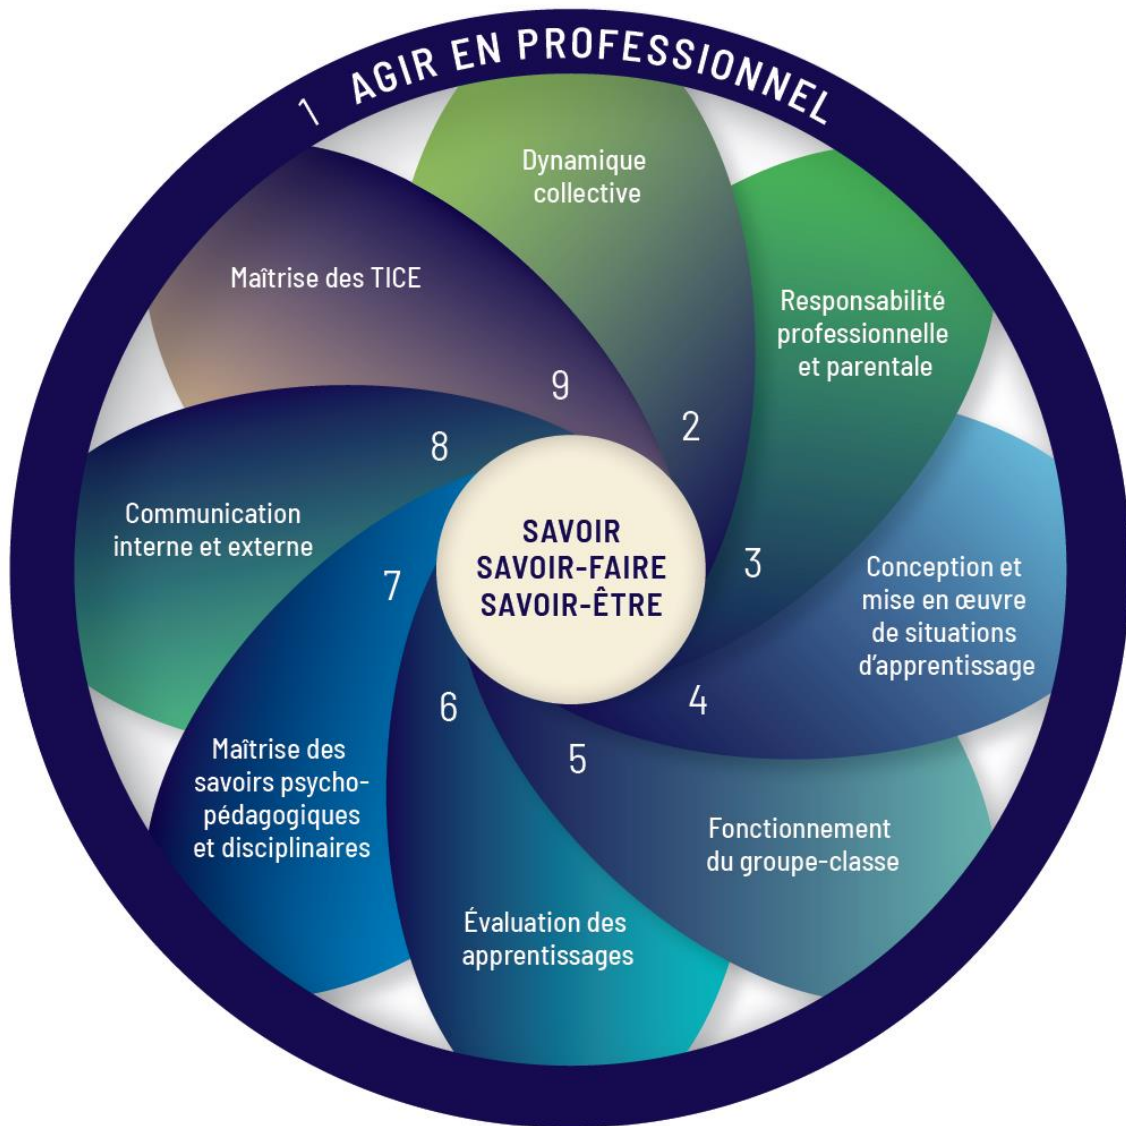 1 AGIR EN PROFESSIONNEL
Dynamique
collective
2
Responsabilité
professionnelle
et parentale
3
Conception et
mise en œuvre
de situations
d’apprentissage
4
Fonctionnement
du groupe-classe
5
Évaluation des
apprentissages
6
Maîtrise des
savoirs psycho-
pédagogiques
et disciplinaires
7
Communication
interne et externe
8
Maîtrise des TICE
9
SAVOIR
SAVOIR-FAIRE
SAVOIR-ÊTRE